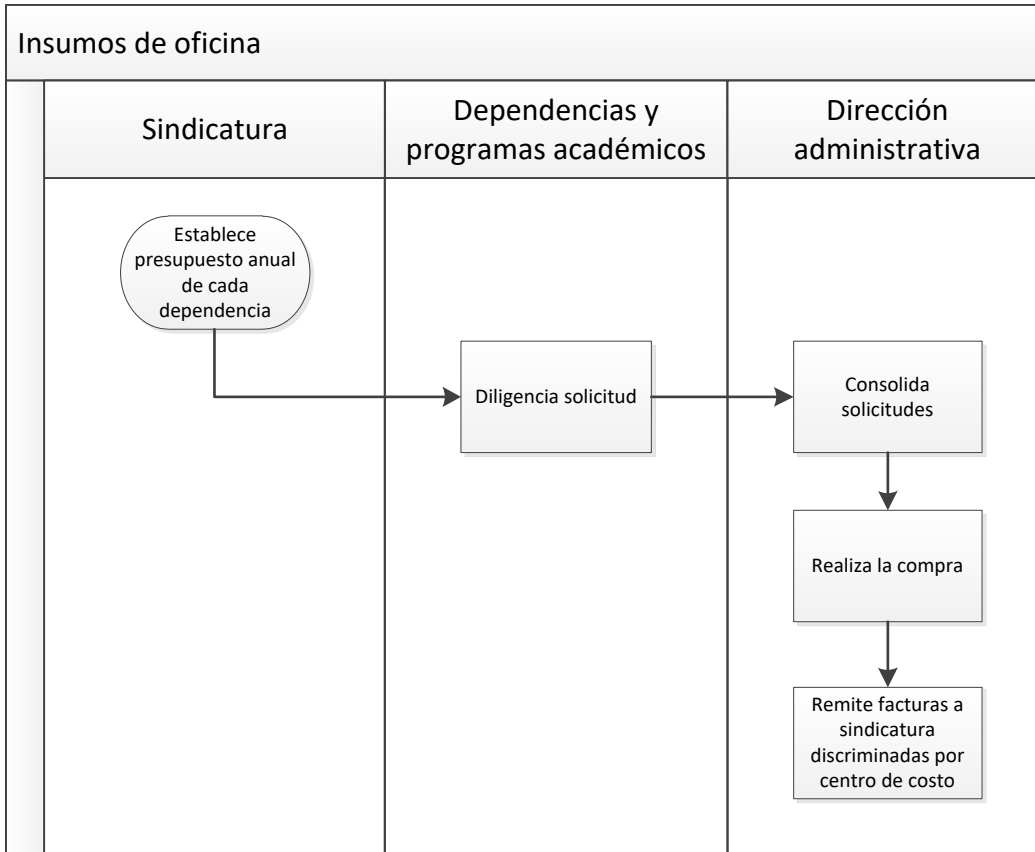 Insumos de oficina
Sindicatura
Dependencias y
programas académicos
Dirección
administrativa
Establece
presupuesto anual
de cada
dependencia
Diligencia solicitud
Consolida
solicitudes
Realiza la compra
Remite facturas a
sindicatura
discriminadas por
centro de costo